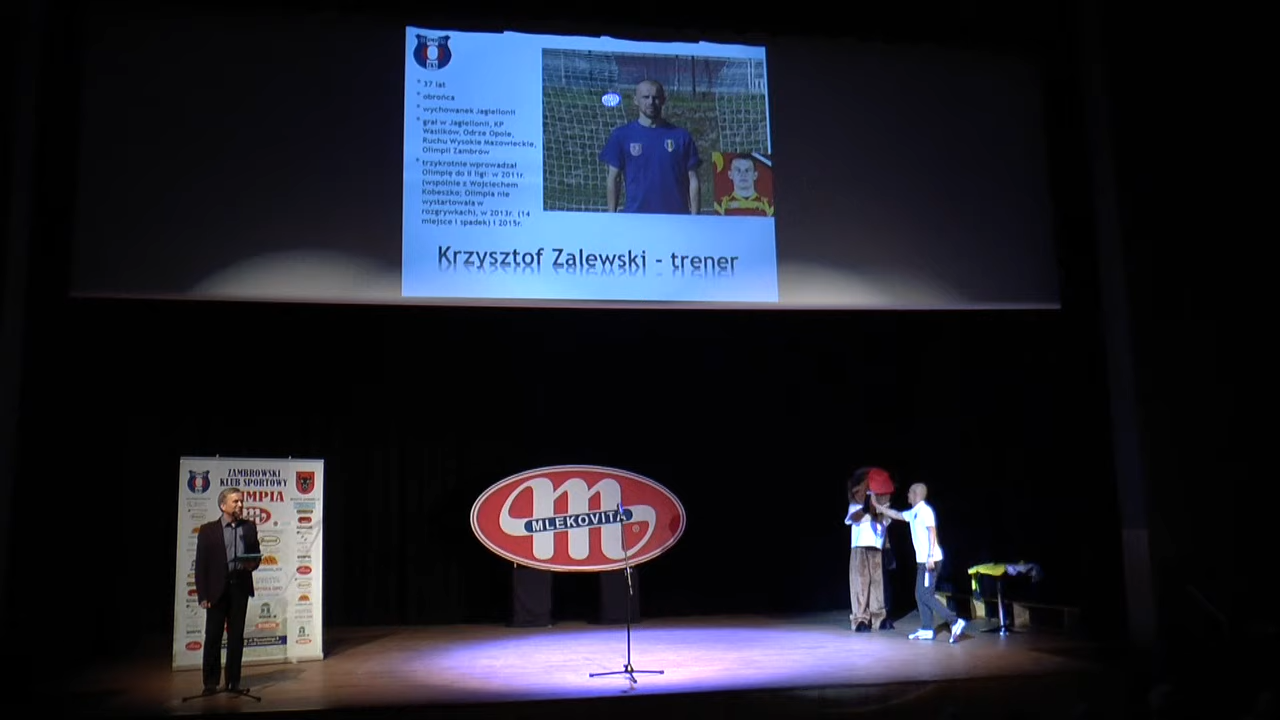 * 37 lat
* obrońca
* wychowanek Jagiellonii
* grał w Jagiellonii, KP
Wasilków, Odrze Opole,
Ruchu Wysokie Mazowieckie,
Olimpii Zambrów
* trzykrotnie wprowadzał
Olimpię do II ligi: w 2011r.
(wspólnie z Wojciechem
Kobeszko; Olimpia nie
wystartowała w
rozgrywkach), w 2013r. (14
miejsce i spadek) i 2015r.
Krzysztof Zalewski - trener
ZAMBROWSKI
KLUB SPORTOWY
MLEKOVITA